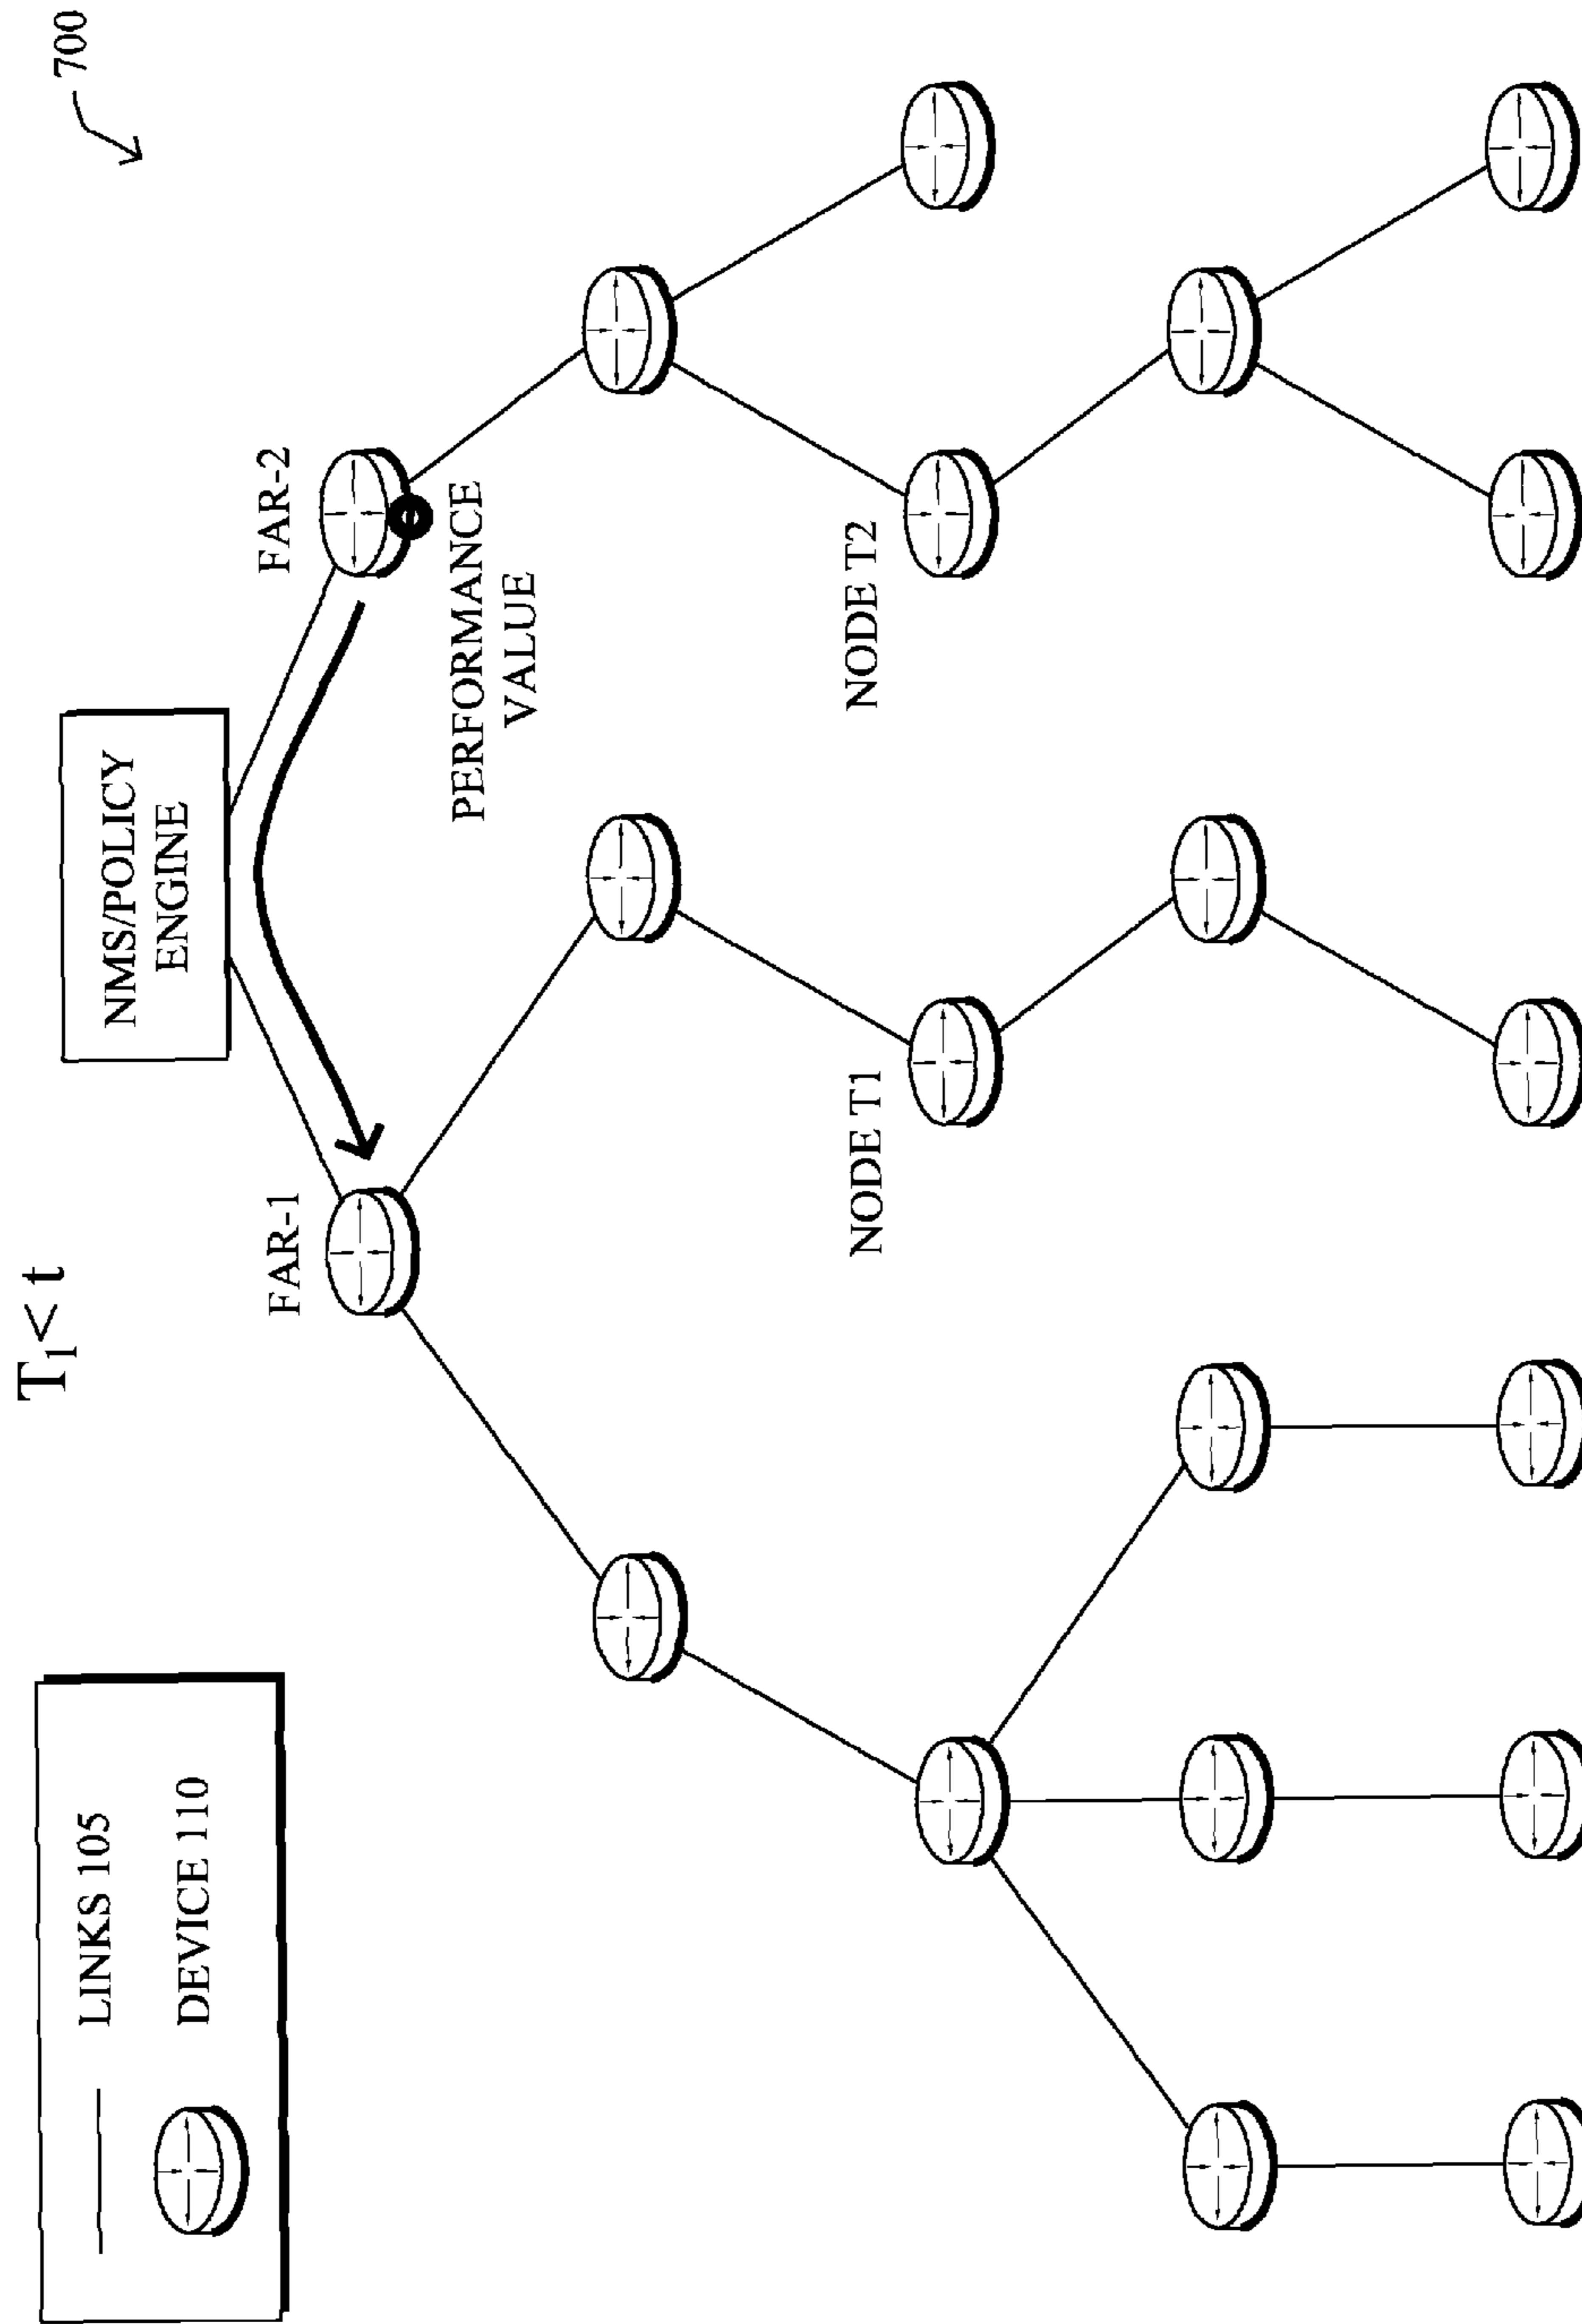 LINKS 105
DEVICE 110
T1 < t
700
NMS/POLICY
ENGINE
FAR-1
FAR-2
PERFORMANCE
VALUE
NODE T1
NODE T2